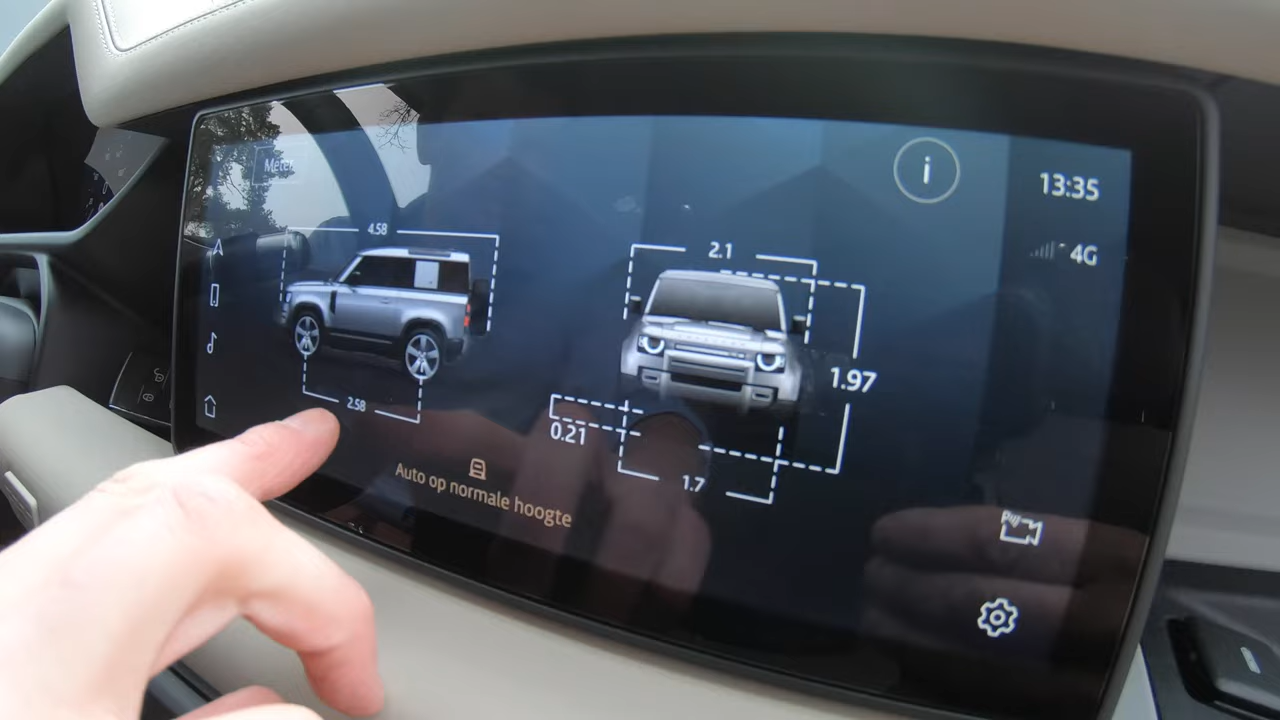 Meter
i
13:35
4G
4.58
2.1
1.97
2.58
0.21
1.7
Auto op normale hoogte